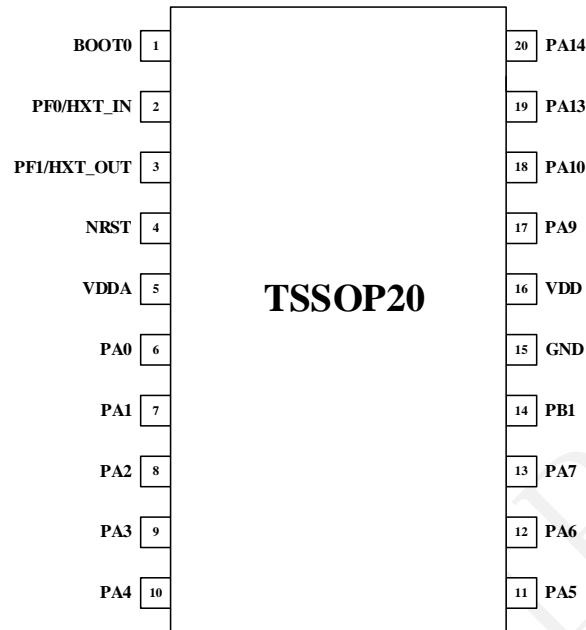 BOOT0 1 20 PA14
PF0/HXT_IN 2 19 PA13
PF1/HXT_OUT 3 18 PA10
NRST 4 17 PA9
VDDA 5 16 VDD
TSSOP20
PA0 6 15 GND
PA1 7 14 PB1
PA2 8 13 PA7
PA3 9 12 PA6
PA4 10 11 PA5